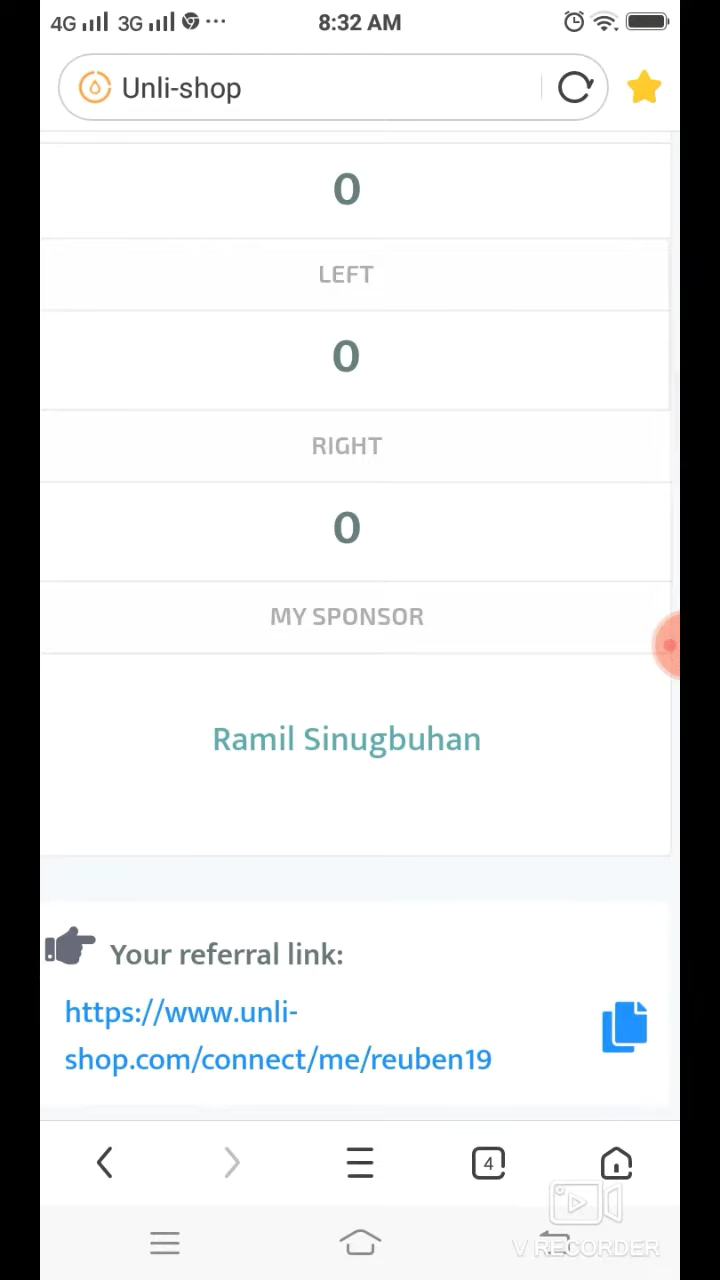 4G 3G 8:32 AM
Unli-shop
0
LEFT
0
RIGHT
0
MY SPONSOR
Ramil Sinugbuhan
Your referral link:
https://www.unli-
shop.com/connect/me/reuben19
4
V RECORDER